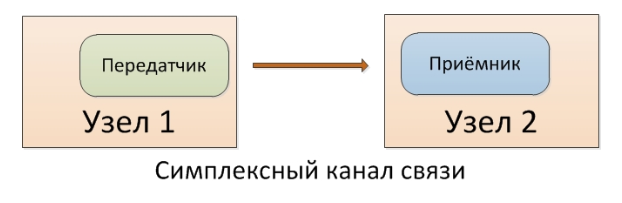 Передатчик
Приёмник
Узел 1
Узел 2
Симплексный канал связи